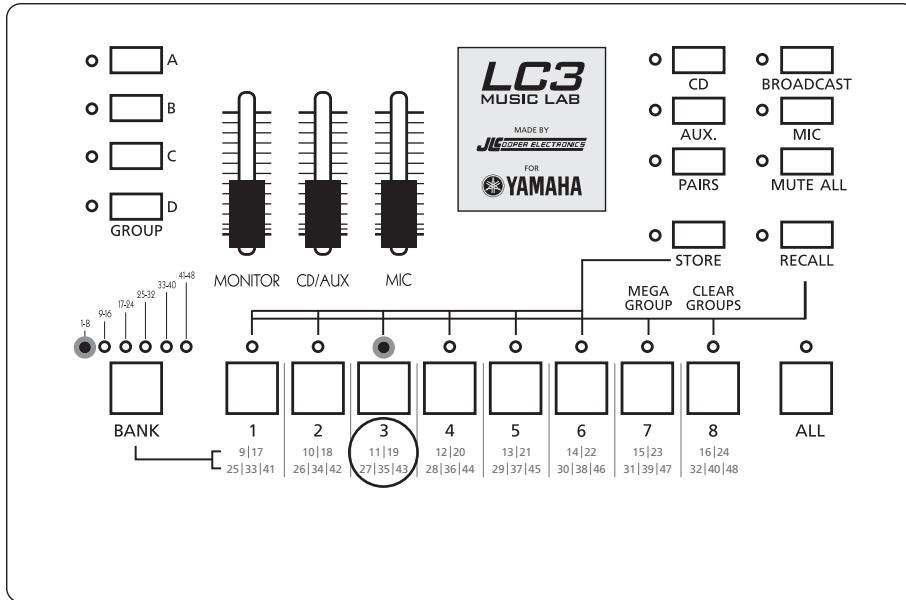 A
B
C
D
GROUP
LC3
MUSIC LAB
MADE BY
JLCOOPER ELECTRONICS
FOR
YAMAHA
CD
BROADCAST
AUX.
MIC
PAIRS
MUTE ALL
STORE
RECALL
MONITOR
CD/AUX
MIC
MEGA GROUP
CLEAR GROUPS
1-8
9-16
17-24
25-32
33-40
41-48
BANK
1
2
3
4
5
6
7
8
ALL
9|17
10|18
11|19
12|20
13|21
14|22
15|23
16|24
25|33|41
26|34|42
27|35|43
28|36|44
29|37|45
30|38|46
31|39|47
32|40|48